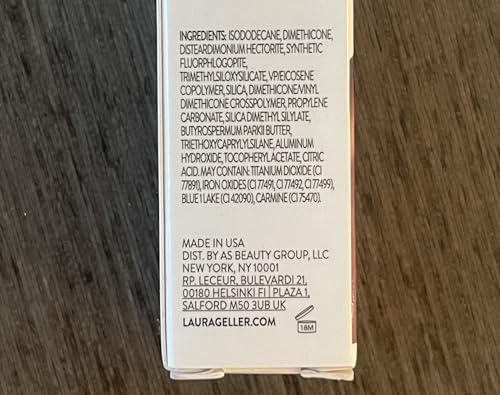 INGREDIENTS: ISODODECANE, DIMETHICONE,
DISTEARDIMONIUM HECTORITE, SYNTHETIC
FLUORPHLOGOPITE,
TRIMETHYLSILOXYSILICATE, VP/EICOSENE
COPOLYMER, SILICA, DIMETHICONE/VINYL
DIMETHICONE CROSSPOLYMER, PROPYLENE
CARBONATE, SILICA DIMETHYL SILYLATE,
BUTYROSPERMUM PARKII BUTTER,
TRIETHOXYCAPRYLYLSILANE, ALUMINUM
HYDROXIDE, TOCOPHERYL ACETATE, CITRIC
ACID. MAY CONTAIN: TITANIUM DIOXIDE (CI
77891), IRON OXIDES (CI 77491, CI 77492, CI 77499),
BLUE 1 LAKE (CI 42090), CARMINE (CI 75470).
MADE IN USA
DIST. BY AS BEAUTY GROUP, LLC
NEW YORK, NY 10001
RP. LECEUR, BULEVARDI 21,
00180 HELSINKI FI | PLAZA 1,
SALFORD M50 3UB UK
LAURAGELLER.COM
18M